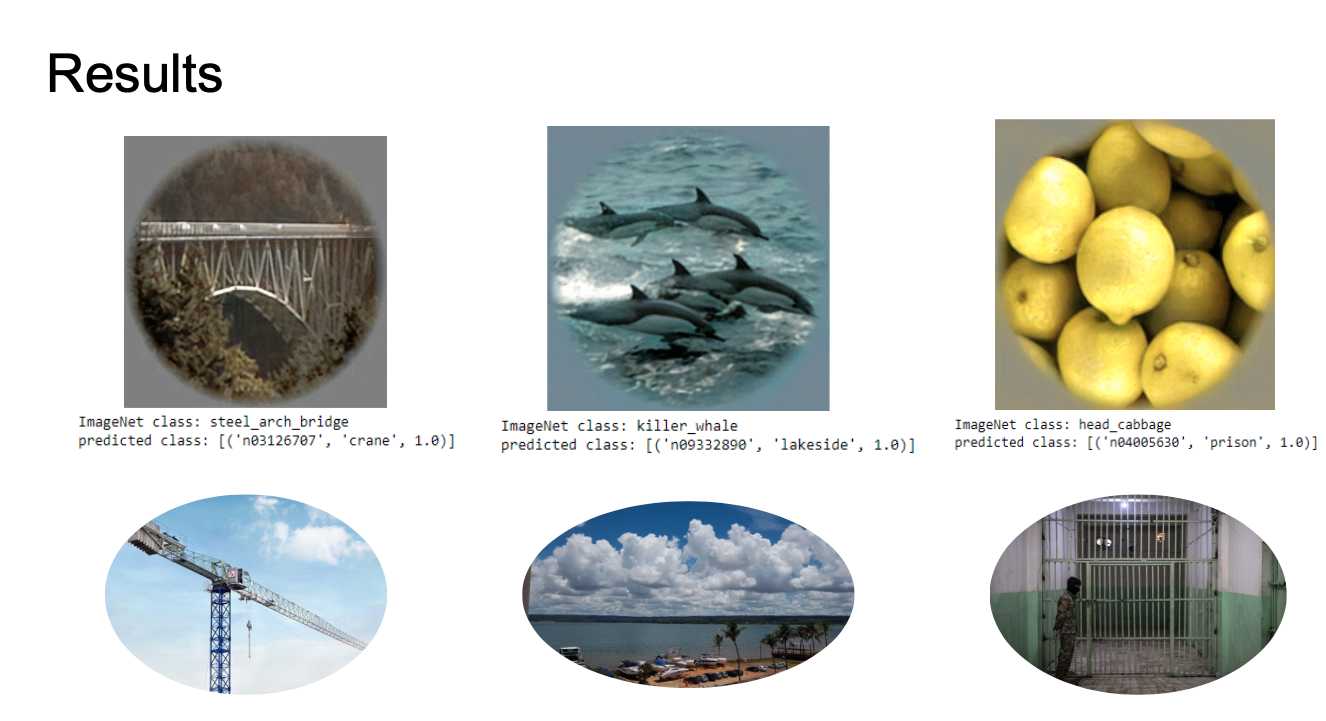 Results
ImageNet class: steel_arch_bridge
predicted class: [('n03126707', 'crane', 1.0)]
ImageNet class: killer_whale
predicted class: [('n09332890', 'lakeside', 1.0)]
ImageNet class: head_cabbage
predicted class: [('n04005630', 'prison', 1.0)]